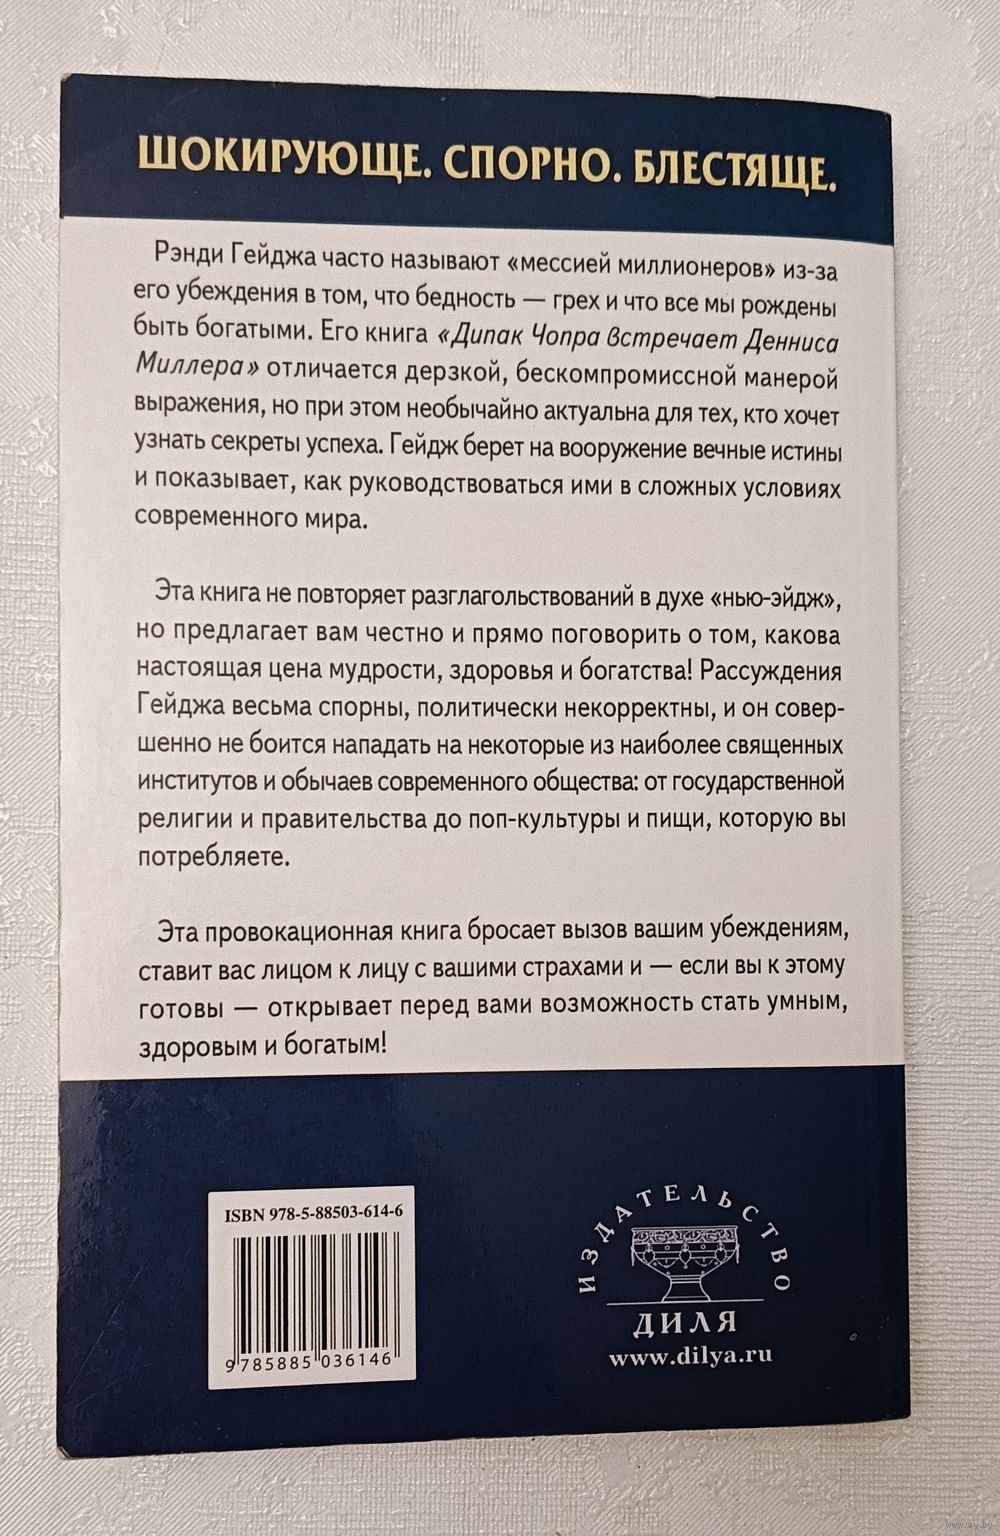 ШОКИРУЮЩЕ. СПОРНО. БЛЕСТЯЩЕ.
Рэнди Гейджа часто называют «мессией миллионеров» из-за
его убеждения в том, что бедность — грех и что все мы рождены
быть богатыми. Его книга «Дипак Чопра встречает Денниса
Миллера» отличается дерзкой, бескомпромиссной манерой
выражения, но при этом необычайно актуальна для тех, кто хочет
узнать секреты успеха. Гейдж берет на вооружение вечные истины
и показывает, как руководствоваться ими в сложных условиях
современного мира.
Эта книга не повторяет разглагольствований в духе «нью-эйдж»,
но предлагает вам честно и прямо поговорить о том, какова
настоящая цена мудрости, здоровья и богатства! Рассуждения
Гейджа весьма спорны, политически некорректны, и он совер-
шенно не боится нападать на некоторые из наиболее священных
институтов и обычаев современного общества: от государственной
религии и правительства до поп-культуры и пищи, которую вы
потребляете.
Эта провокационная книга бросает вызов вашим убеждениям,
ставит вас лицом к лицу с вашими страхами и — если вы к этому
готовы — открывает перед вами возможность стать умным,
здоровым и богатым!
ISBN 978-5-88503-614-6
9785885036146
ИЗДАТЕЛЬСТВО
ДИЛЯ
www.dilya.ru
www.ay.by